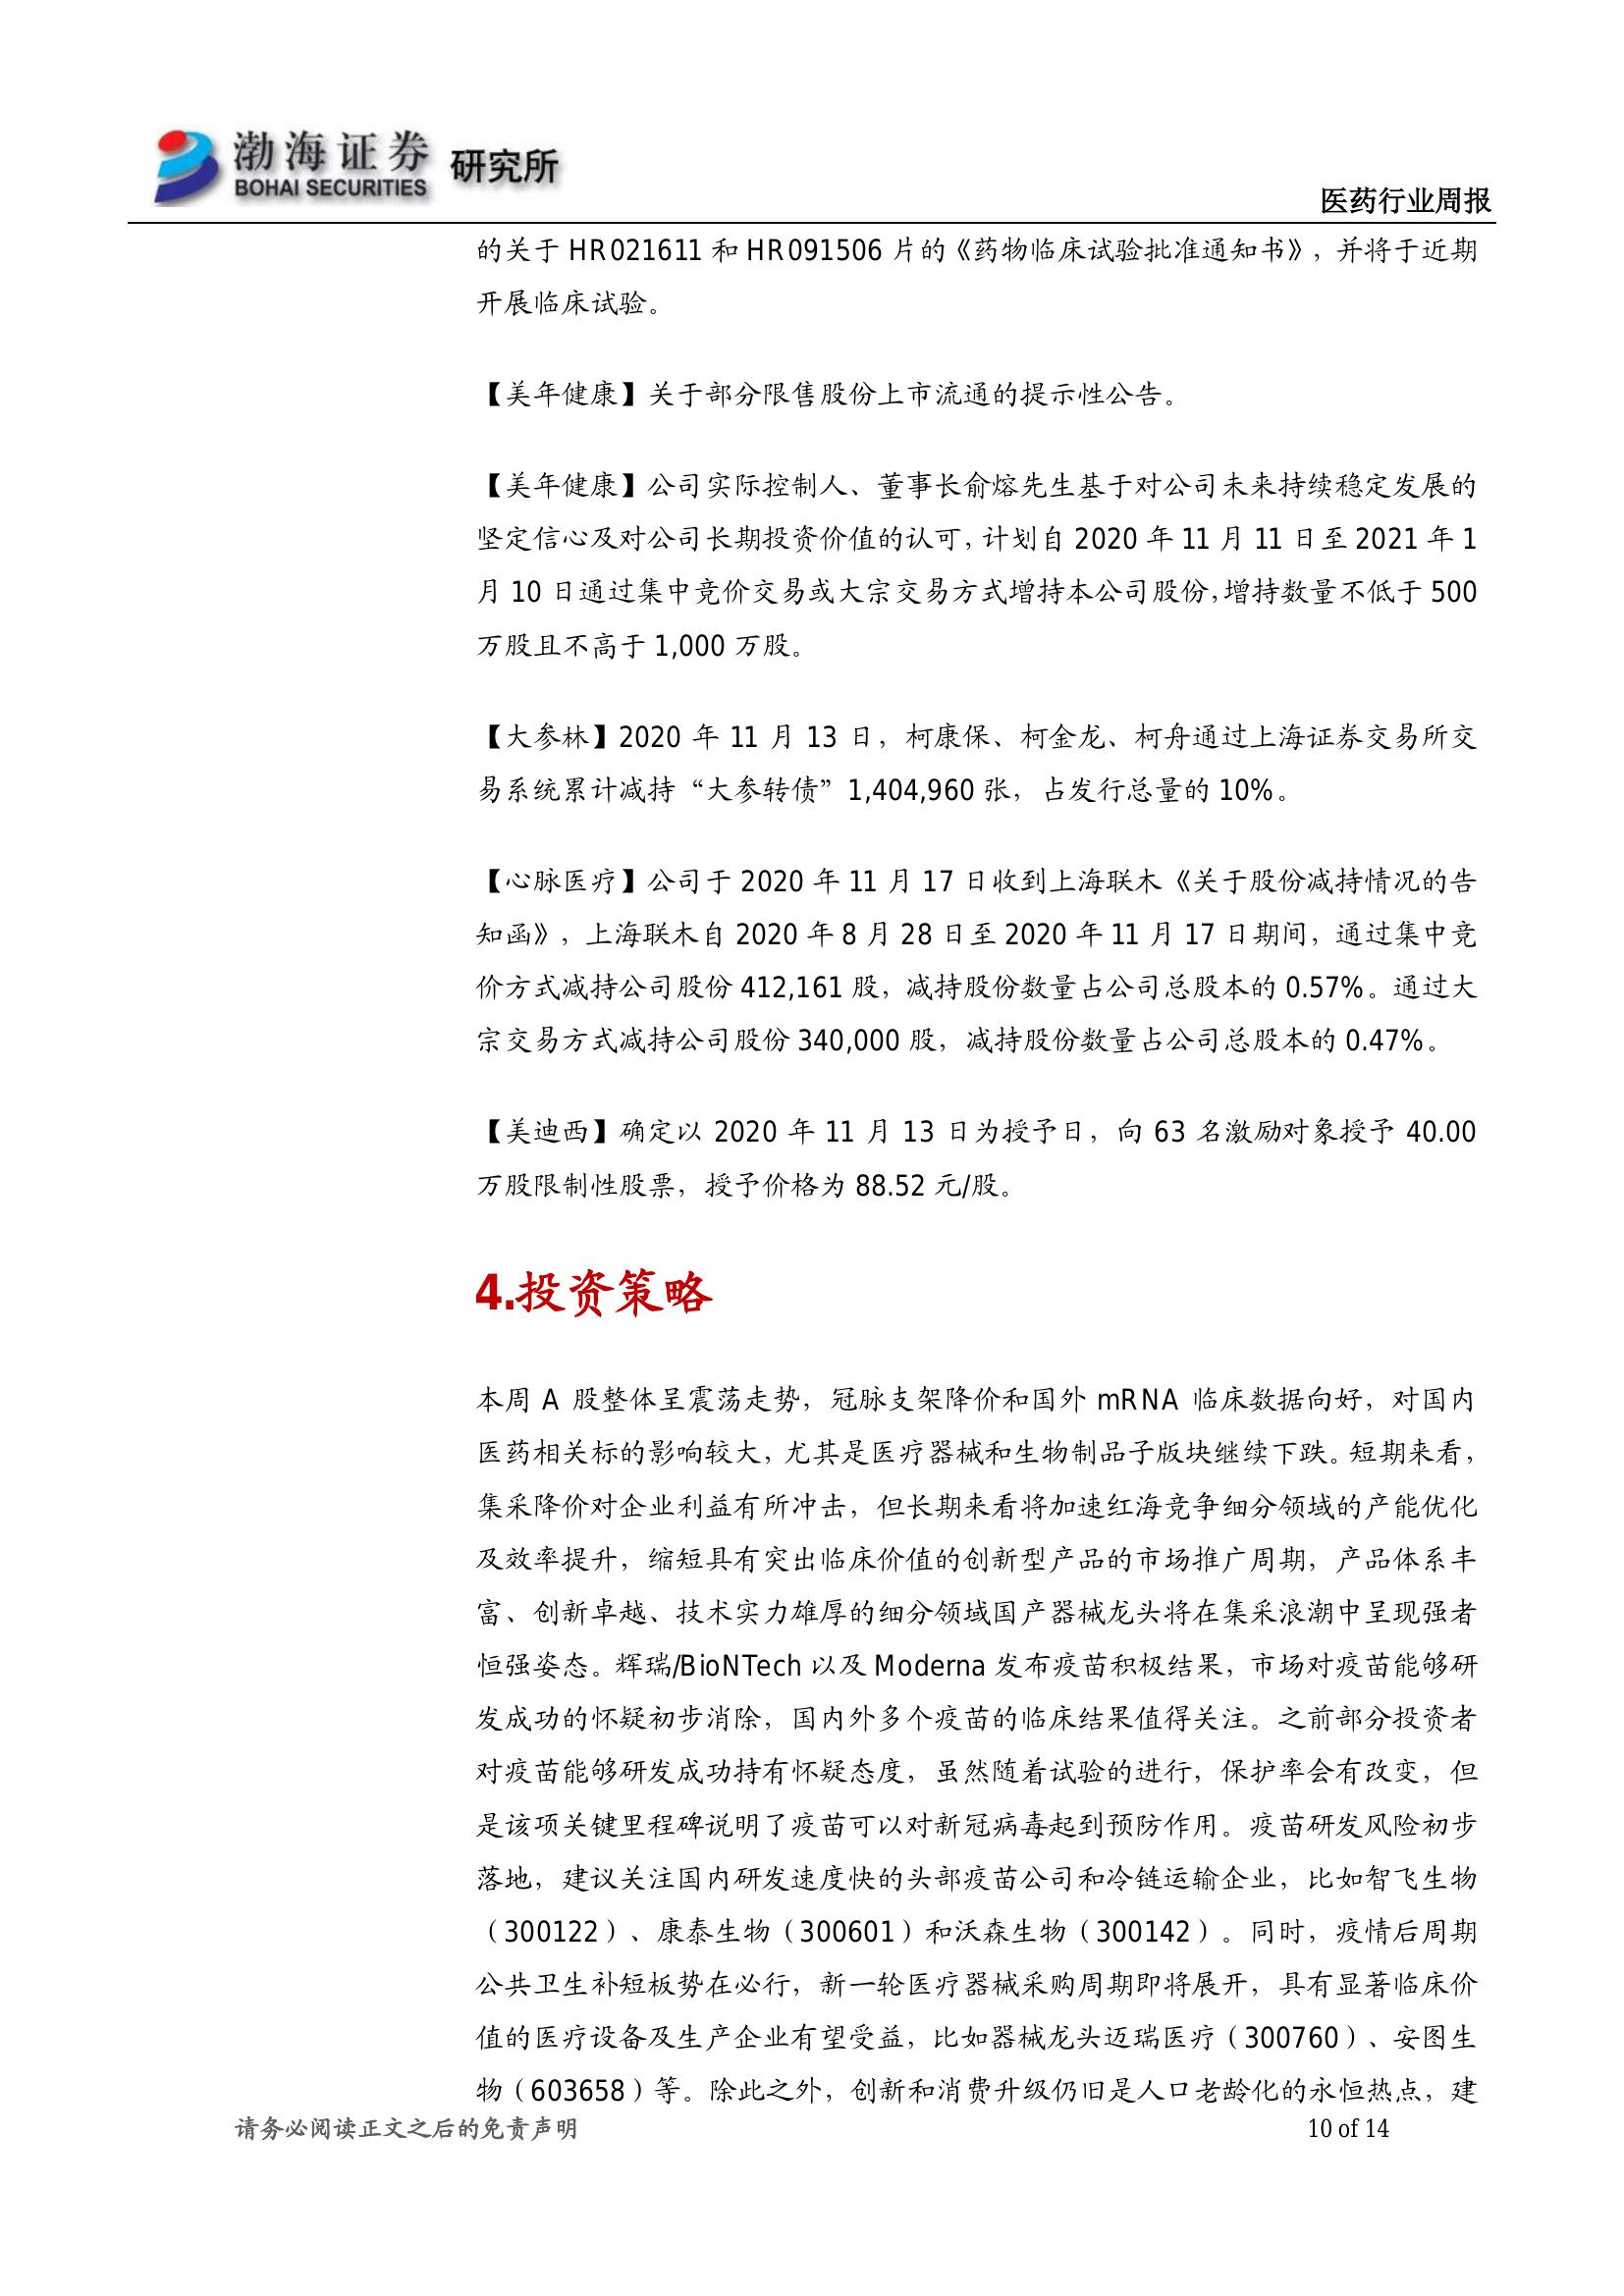 渤海证券 研究所
BOHAI SECURITIES
医药行业周报
的关于 HR021611 和 HR091506 片的《药物临床试验批准通知书》，并将于近期
开展临床试验。
【美年健康】关于部分限售股份上市流通的提示性公告。
【美年健康】公司实际控制人、董事长俞熔先生基于对公司未来持续稳定发展的
坚定信心及对公司长期投资价值的认可，计划自 2020 年 11 月 11 日至 2021 年 1
月 10 日通过集中竞价交易或大宗交易方式增持本公司股份，增持数量不低于 500
万股且不高于 1,000 万股。
【大参林】2020 年 11 月 13 日，柯康保、柯金龙、柯舟通过上海证券交易所交
易系统累计减持“大参转债”1,404,960 张，占发行总量的 10%。
【心脉医疗】公司于 2020 年 11 月 17 日收到上海联木《关于股份减持情况的告
知函》，上海联木自 2020 年 8 月 28 日至 2020 年 11 月 17 日期间，通过集中竞
价方式减持公司股份 412,161 股，减持股份数量占公司总股本的 0.57%。通过大
宗交易方式减持公司股份 340,000 股，减持股份数量占公司总股本的 0.47%。
【美迪西】确定以 2020 年 11 月 13 日为授予日，向 63 名激励对象授予 40.00
万股限制性股票，授予价格为 88.52 元/股。
4.投资策略
本周 A 股整体呈震荡走势，冠脉支架降价和国外 mRNA 临床数据向好，对国内
医药相关标的影响较大，尤其是医疗器械和生物制品子版块继续下跌。短期来看，
集采降价对企业利益有所冲击，但长期来看将加速红海竞争细分领域的产能优化
及效率提升，缩短具有突出临床价值的创新型产品的市场推广周期，产品体系丰
富、创新卓越、技术实力雄厚的细分领域国产器械龙头将在集采浪潮中呈现强者
恒强姿态。辉瑞/BioNTech 以及 Moderna 发布疫苗积极结果，市场对疫苗能够研
发成功的怀疑初步消除，国内外多个疫苗的临床结果值得关注。之前部分投资者
对疫苗能够研发成功持有怀疑态度，虽然随着试验的进行，保护率会有改变，但
是该项关键里程碑说明了疫苗可以对新冠病毒起到预防作用。疫苗研发风险初步
落地，建议关注国内研发速度快的头部疫苗公司和冷链运输企业，比如智飞生物
（300122）、康泰生物（300601）和沃森生物（300142）。同时，疫情后周期
公共卫生补短板势在必行，新一轮医疗器械采购周期即将展开，具有显著临床价
值的医疗设备及生产企业有望受益，比如器械龙头迈瑞医疗（300760）、安图生
物（603658）等。除此之外，创新和消费升级仍旧是人口老龄化的永恒热点，建
请务必阅读正文之后的免责声明
10 of 14